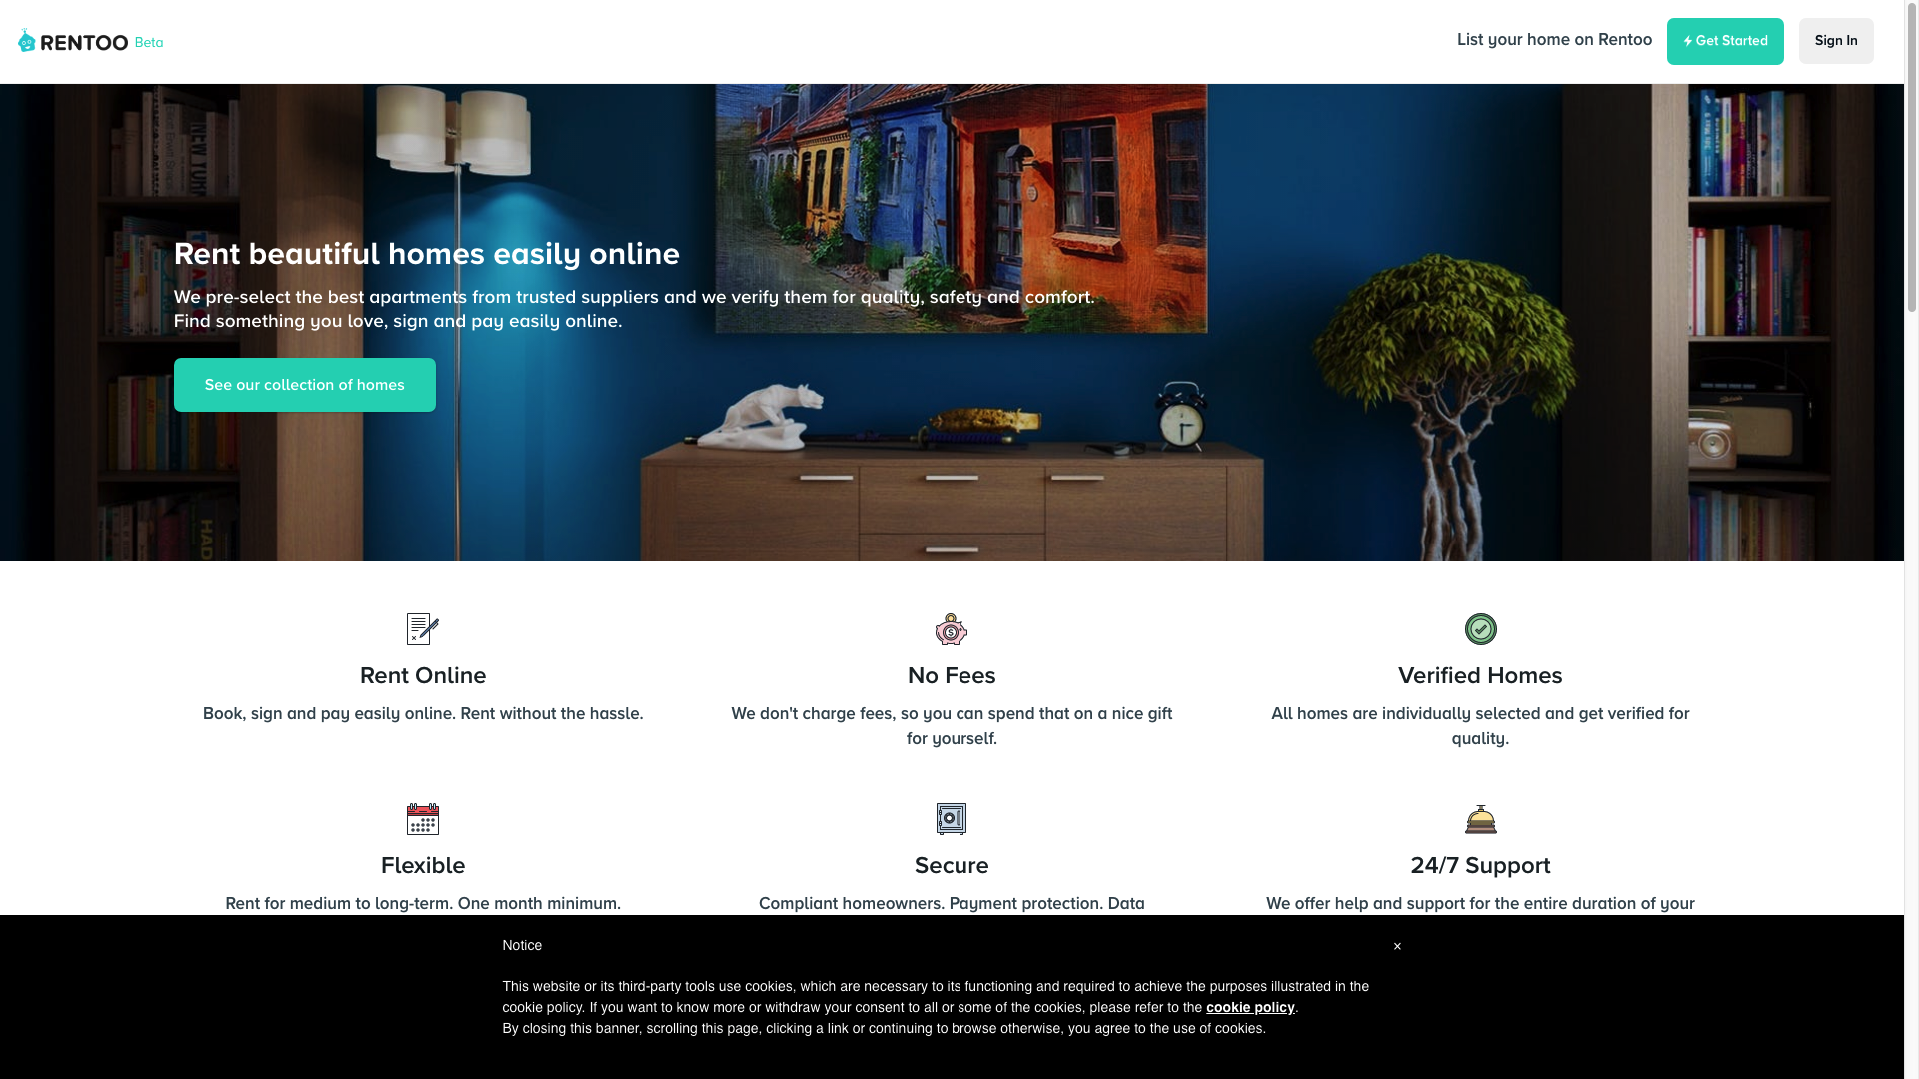 RENTOO Beta
List your home on Rentoo
Get Started
Sign In
Rent beautiful homes easily online
We pre-select the best apartments from trusted suppliers and we verify them for quality, safety and comfort.
Find something you love, sign and pay easily online.
See our collection of homes
Rent Online
Book, sign and pay easily online. Rent without the hassle.
No Fees
We don't charge fees, so you can spend that on a nice gift
for yourself.
Verified Homes
All homes are individually selected and get verified for
quality.
Flexible
Rent for medium to long-term. One month minimum.
Secure
Compliant homeowners. Payment protection. Data
24/7 Support
We offer help and support for the entire duration of your
Notice
×
This website or its third-party tools use cookies, which are necessary to its functioning and required to achieve the purposes illustrated in the
cookie policy. If you want to know more or withdraw your consent to all or some of the cookies, please refer to the cookie policy.
By closing this banner, scrolling this page, clicking a link or continuing to browse otherwise, you agree to the use of cookies.